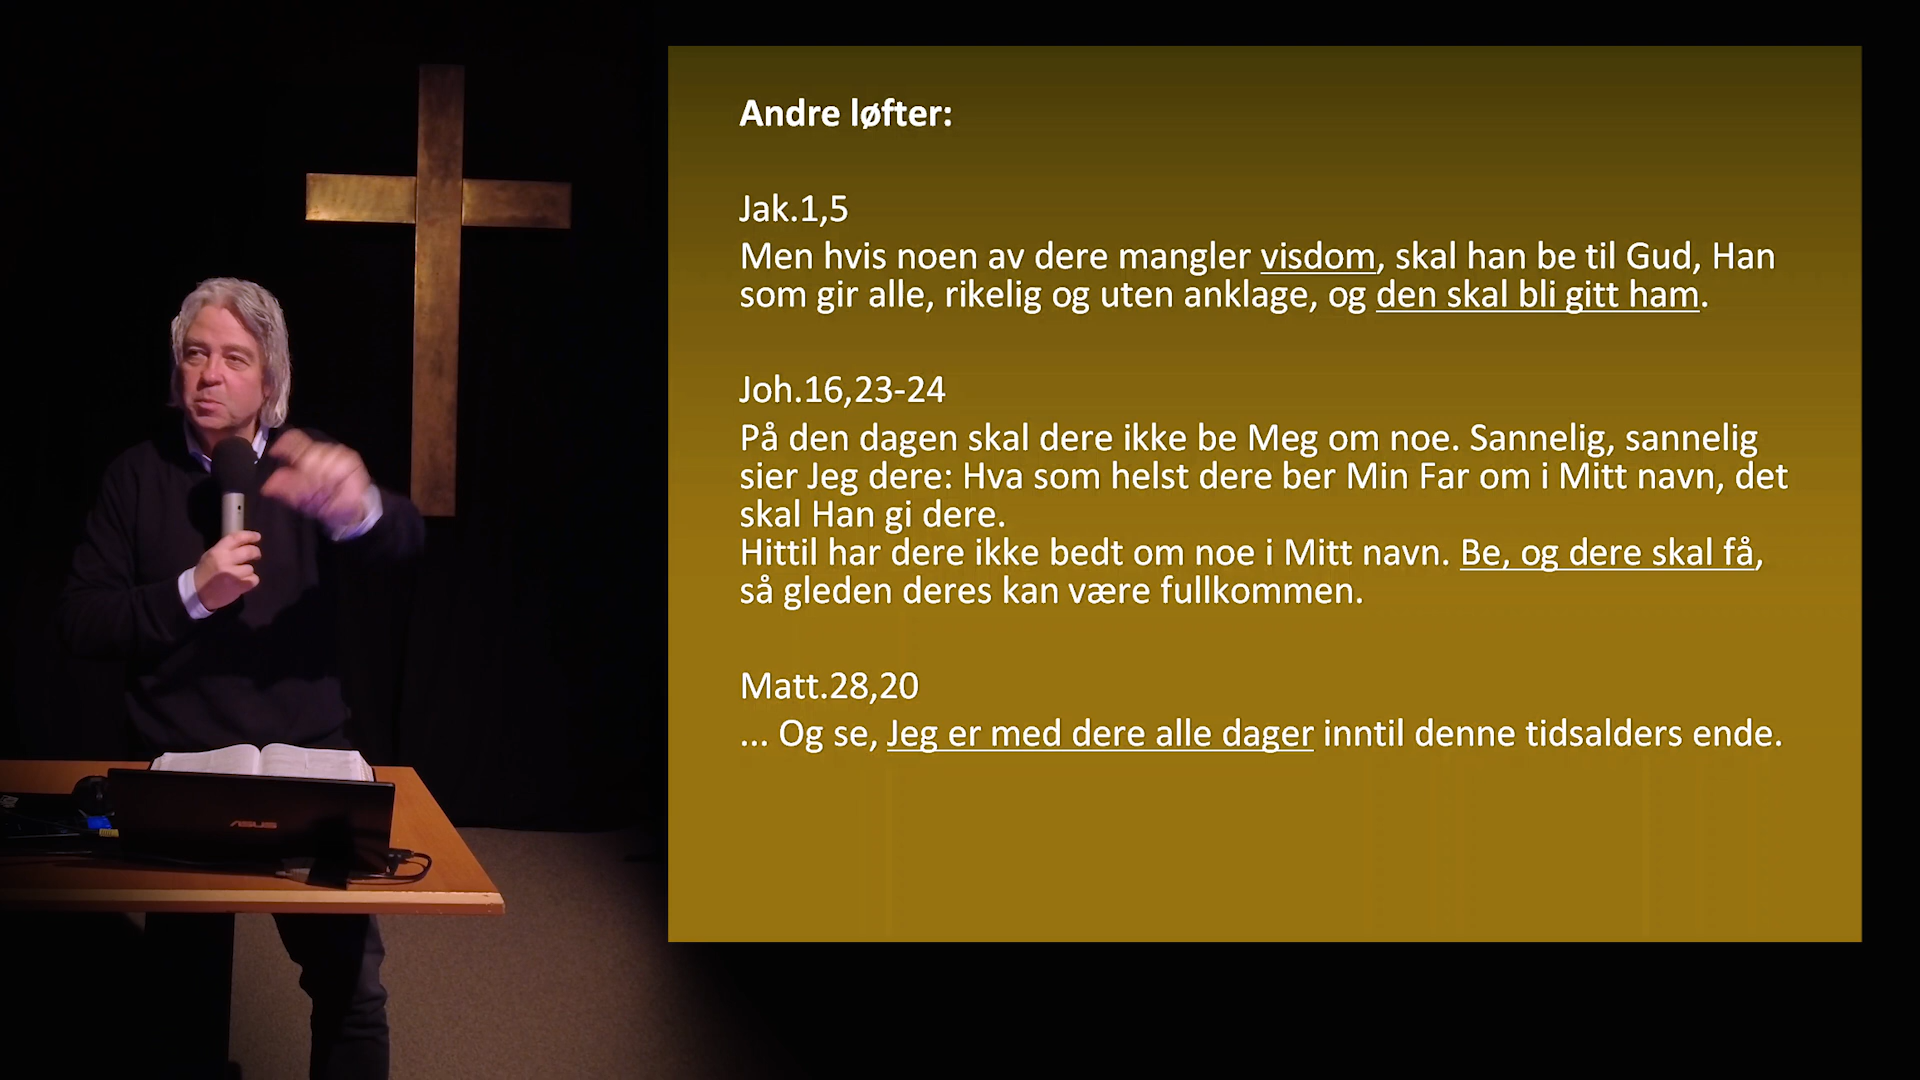 Andre løfter:
Jak.1,5
Men hvis noen av dere mangler visdom, skal han be til Gud, Han
som gir alle, rikelig og uten anklage, og den skal bli gitt ham.
Joh.16,23-24
På den dagen skal dere ikke be Meg om noe. Sannelig, sannelig
sier Jeg dere: Hva som helst dere ber Min Far om i Mitt navn, det
skal Han gi dere.
Hittil har dere ikke bedt om noe i Mitt navn. Be, og dere skal få,
så gleden deres kan være fullkommen.
Matt.28,20
... Og se, Jeg er med dere alle dager inntil denne tidsalders ende.
ASUS